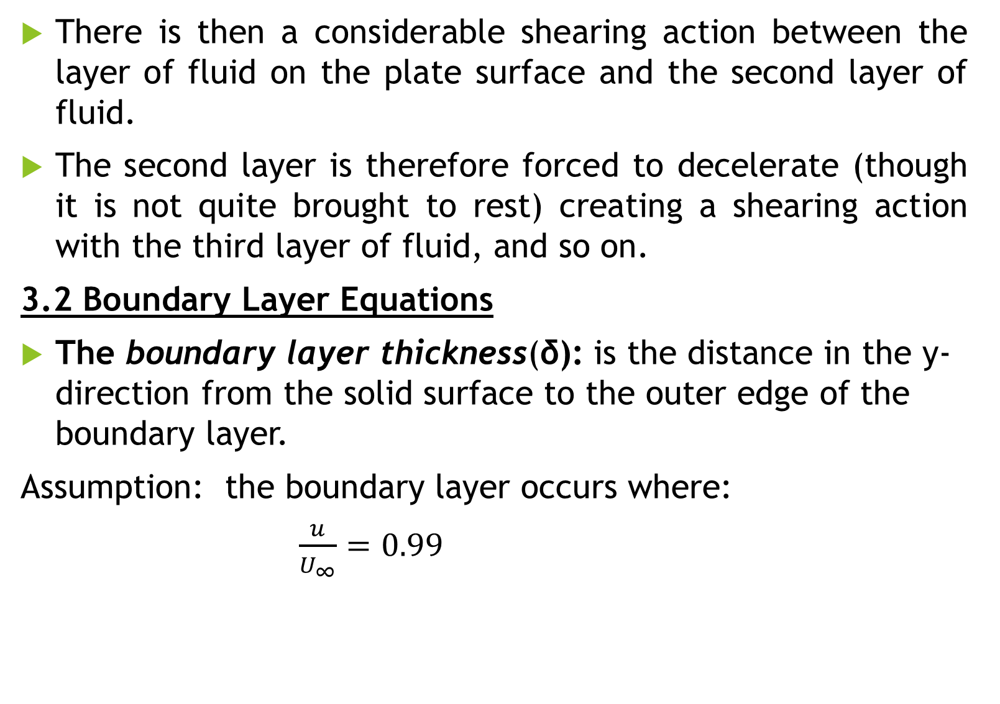 There is then a considerable shearing action between the
layer of fluid on the plate surface and the second layer of
fluid.
The second layer is therefore forced to decelerate (though
it is not quite brought to rest) creating a shearing action
with the third layer of fluid, and so on.
3.2 Boundary Layer Equations
The boundary layer thickness(δ): is the distance in the y-
direction from the solid surface to the outer edge of the
boundary layer.
Assumption: the boundary layer occurs where:
u/U∞ = 0.99